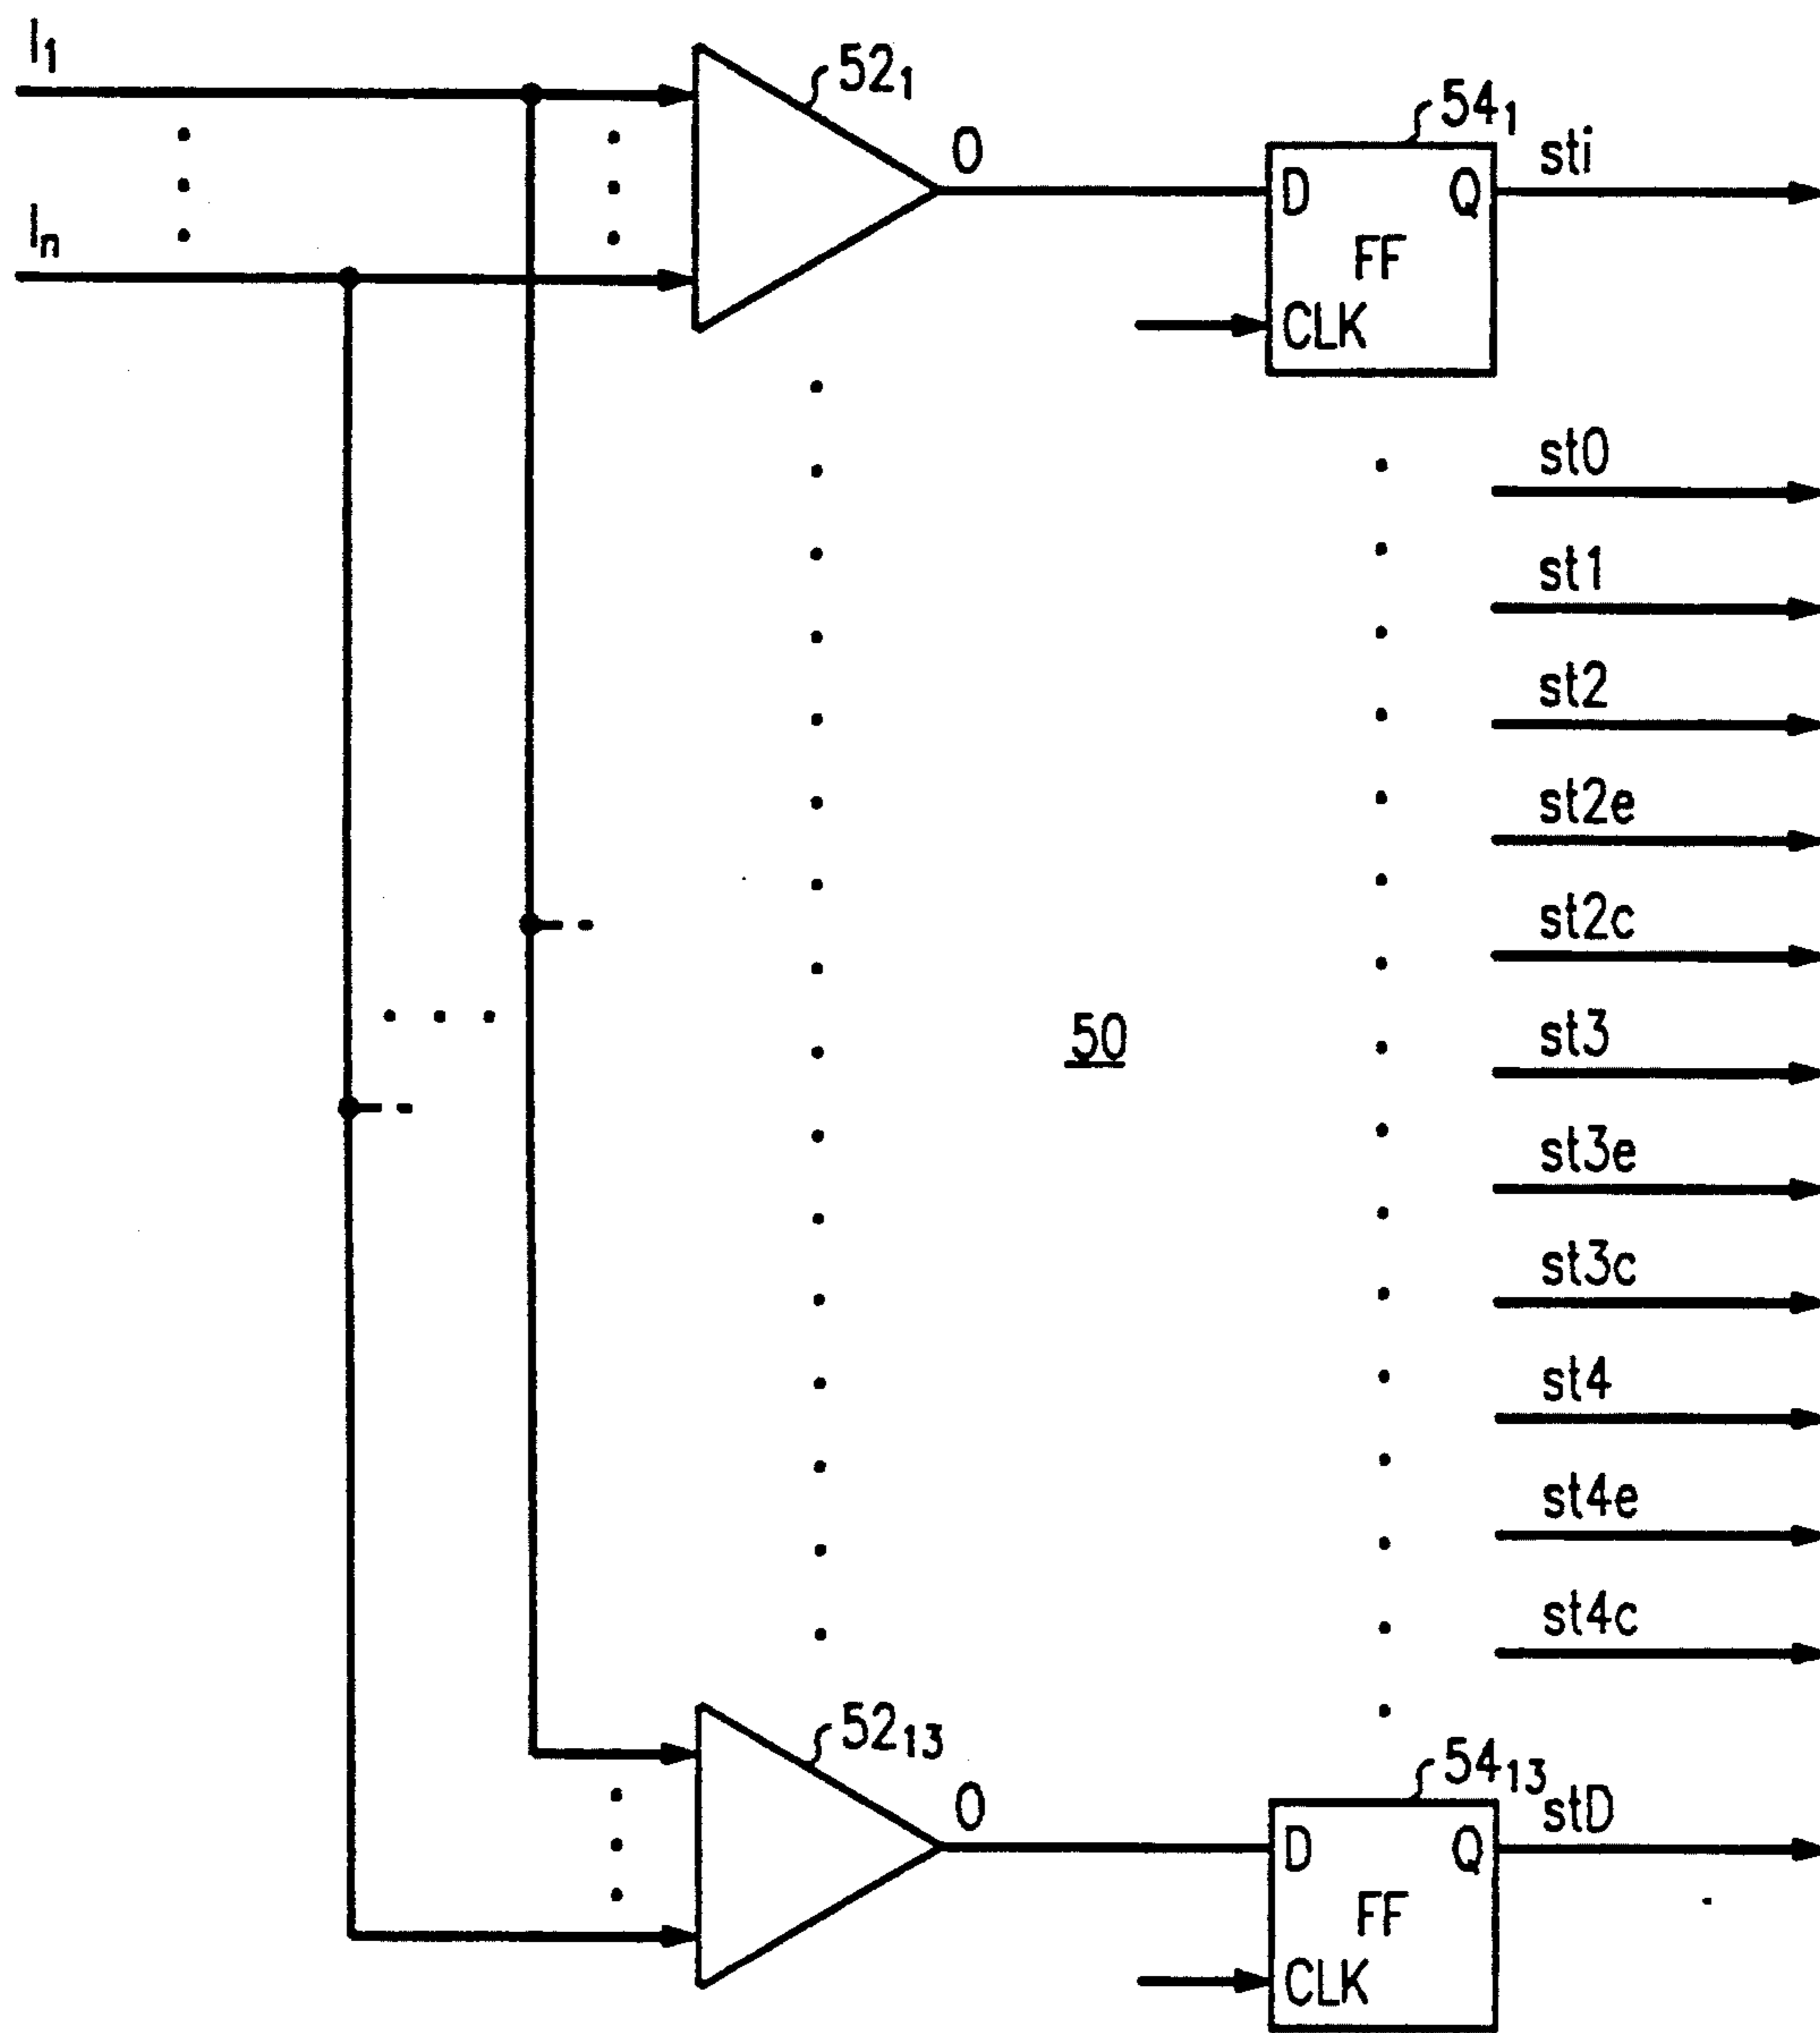 I₁
52₁
O
54₁
sti
D
Q
Iₙ
FF
CLK
st0
st1
st2
st2e
st2c
50
st3
st3e
st3c
st4
st4e
st4c
52₁₃
O
54₁₃
stD
D
Q
FF
CLK